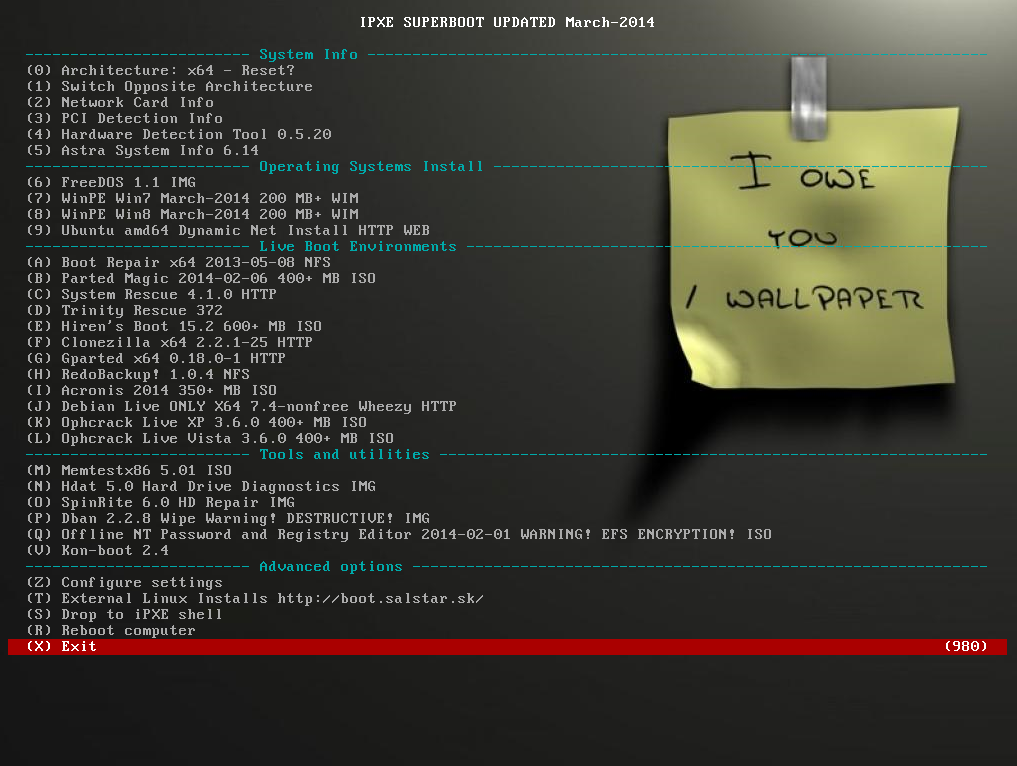 IPXE SUPERBOOT UPDATED March-2014
------------------------- System Info ---------------------------------------------------------------------
(0) Architecture: x64 - Reset?
(1) Switch Opposite Architecture
(2) Network Card Info
(3) PCI Detection Info
(4) Hardware Detection Tool 0.5.20
(5) Astra System Info 6.14
------------------------- Operating Systems Install -------------------------------------------------------
(6) FreeDOS 1.1 IMG
(7) WinPE Win7 March-2014 200 MB+ WIM
(8) WinPE Win8 March-2014 200 MB+ WIM
(9) Ubuntu amd64 Dynamic Net Install HTTP WEB
------------------------- Live Boot Environments ----------------------------------------------------------
(A) Boot Repair x64 2013-05-08 NFS
(B) Parted Magic 2014-02-06 400+ MB ISO
(C) System Rescue 4.1.0 HTTP
(D) Trinity Rescue 372
(E) Hiren's Boot 15.2 600+ MB ISO
(F) Clonezilla x64 2.2.1-25 HTTP
(G) Gparted x64 0.18.0-1 HTTP
(H) RedoBackup! 1.0.4 NFS
(I) Acronis 2014 350+ MB ISO
(J) Debian Live ONLY X64 7.4-nonfree Wheezy HTTP
(K) Ophcrack Live XP 3.6.0 400+ MB ISO
(L) Ophcrack Live Vista 3.6.0 400+ MB ISO
------------------------- Tools and utilities -------------------------------------------------------------
(M) Memtestx86 5.01 ISO
(N) Hdat 5.0 Hard Drive Diagnostics IMG
(O) SpinRite 6.0 HD Repair IMG
(P) Dban 2.2.8 Wipe Warning! DESTRUCTIVE! IMG
(Q) Offline NT Password and Registry Editor 2014-02-01 WARNING! EFS ENCRYPTION! ISO
(V) Kon-boot 2.4
------------------------- Advanced options ----------------------------------------------------------------
(Z) Configure settings
(T) External Linux Installs http://boot.salstar.sk/
(S) Drop to iPXE shell
(R) Reboot computer
(X) Exit (980)
I OWE
YOU
1 WALLPAPER